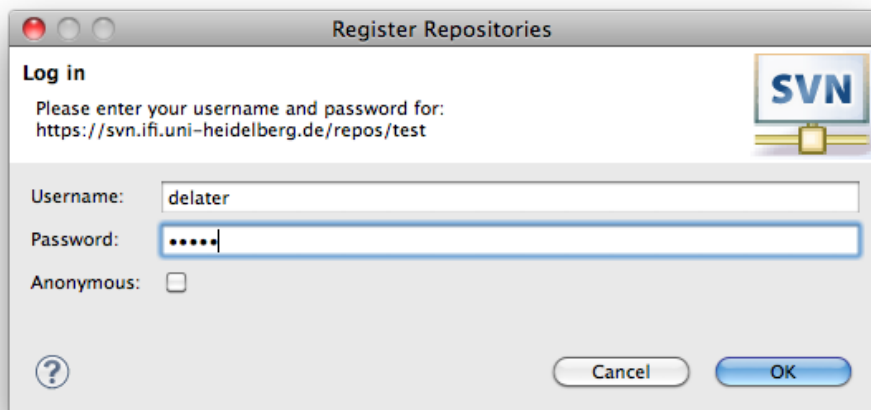 Register Repositories
Log in
SVN
Please enter your username and password for:
https://svn.ifi.uni-heidelberg.de/repos/test
Username: delater
Password: •••••
Anonymous:
? Cancel OK